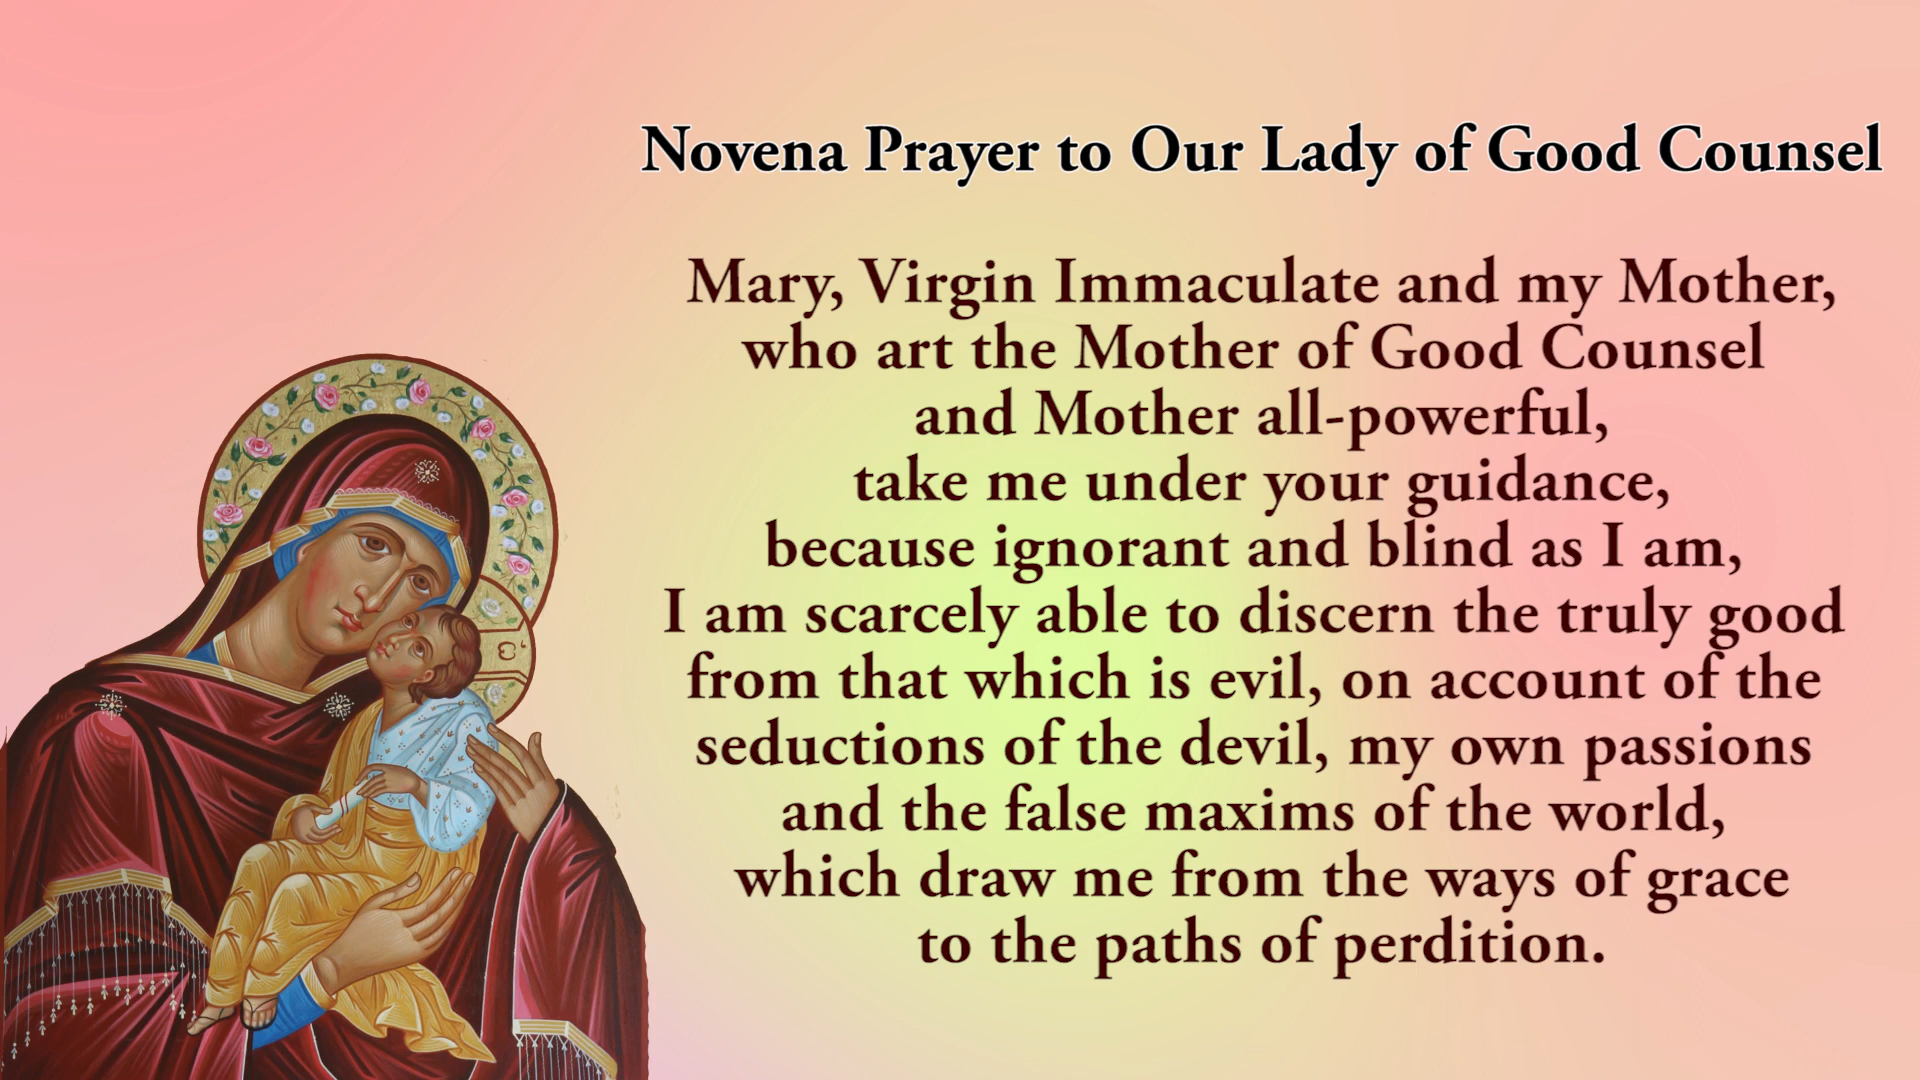 Novena Prayer to Our Lady of Good Counsel
Mary, Virgin Immaculate and my Mother,
who art the Mother of Good Counsel
and Mother all-powerful,
take me under your guidance,
because ignorant and blind as I am,
I am scarcely able to discern the truly good
from that which is evil, on account of the
seductions of the devil, my own passions
and the false maxims of the world,
which draw me from the ways of grace
to the paths of perdition.